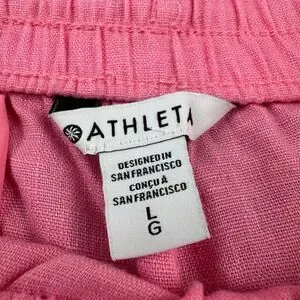 ATHLETA
DESIGNED IN
SAN FRANCISCO
CONÇU À
SAN FRANCISCO
L
G